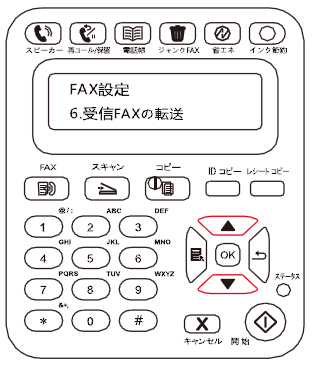 スピーカー 再コール/保留 電話帳 ジャンクFAX 省エネ インク節約
FAX設定
6.受信FAXの転送
FAX スキャン コピー IDコピー レシートコピー
@./: ABC DEF
1 2 3
GHI JKL MNO
4 5 6
OK
PQRS TUV WXYZ
7 8 9
ステータス
&+,
* 0 #
X
キャンセル 開始